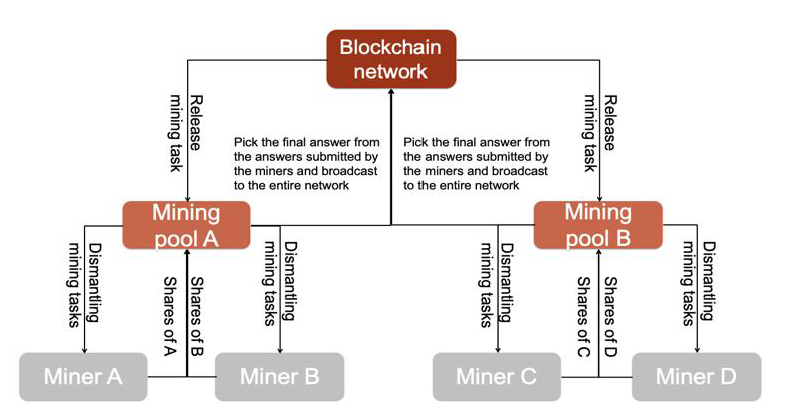 Blockchain
network
Release
mining task
Pick the final answer from
the answers submitted by
the miners and broadcast
to the entire network
Pick the final answer from
the answers submitted by
the miners and broadcast
to the entire network
Release
mining task
Mining
pool A
Mining
pool B
Dismantling
mining tasks
Shares of A
Shares of B
Dismantling
mining tasks
Dismantling
mining tasks
Shares of C
Shares of D
Dismantling
mining tasks
Miner A
Miner B
Miner C
Miner D